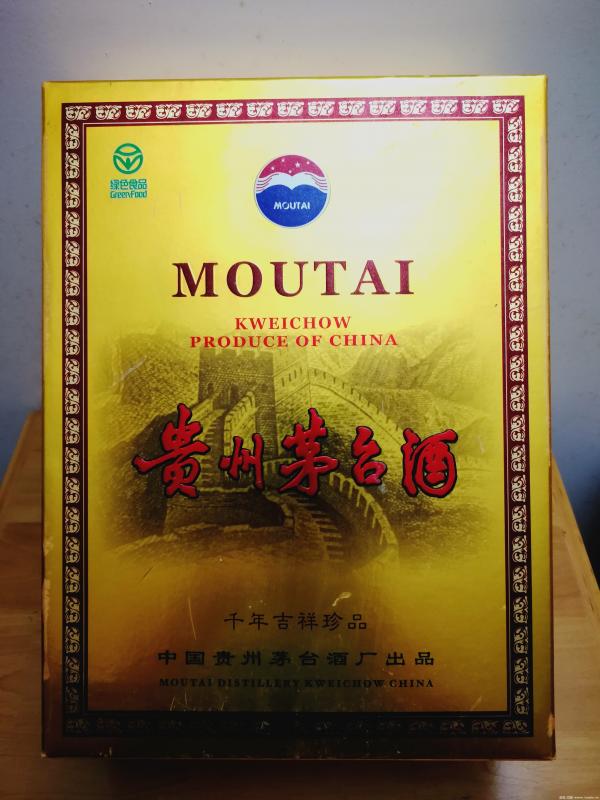 绿色食品
GreenFood
MOUTAI
MOUTAI
KWEICHOW
PRODUCE OF CHINA
贵州茅台酒
千年吉祥珍品
中国贵州茅台酒厂出品
MOUTAI DISTILLERY KWEICHOW CHINA